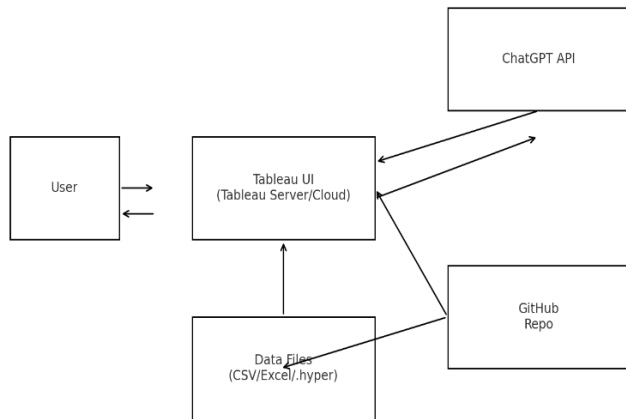 ChatGPT API
User
Tableau UI
(Tableau Server/Cloud)
GitHub
Repo
Data Files
(CSV/Excel/.hyper)